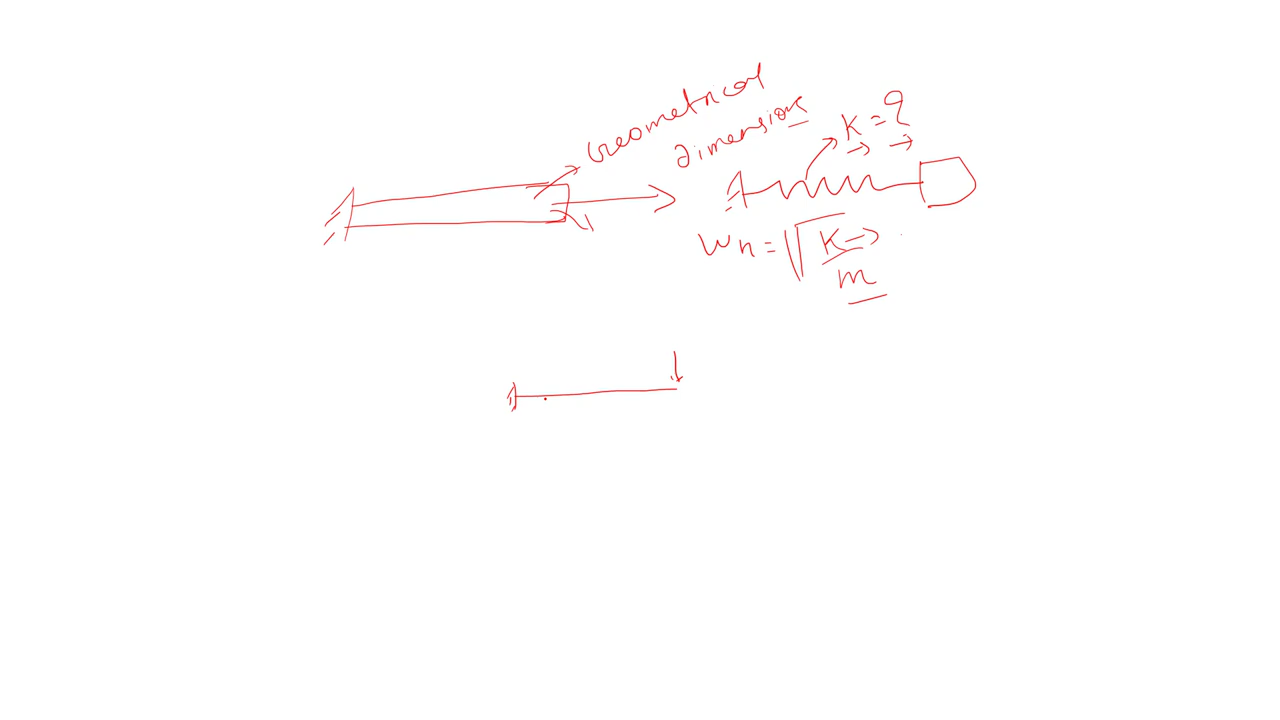 Geometrical
dimensions
k = ?
Wn = √K/m